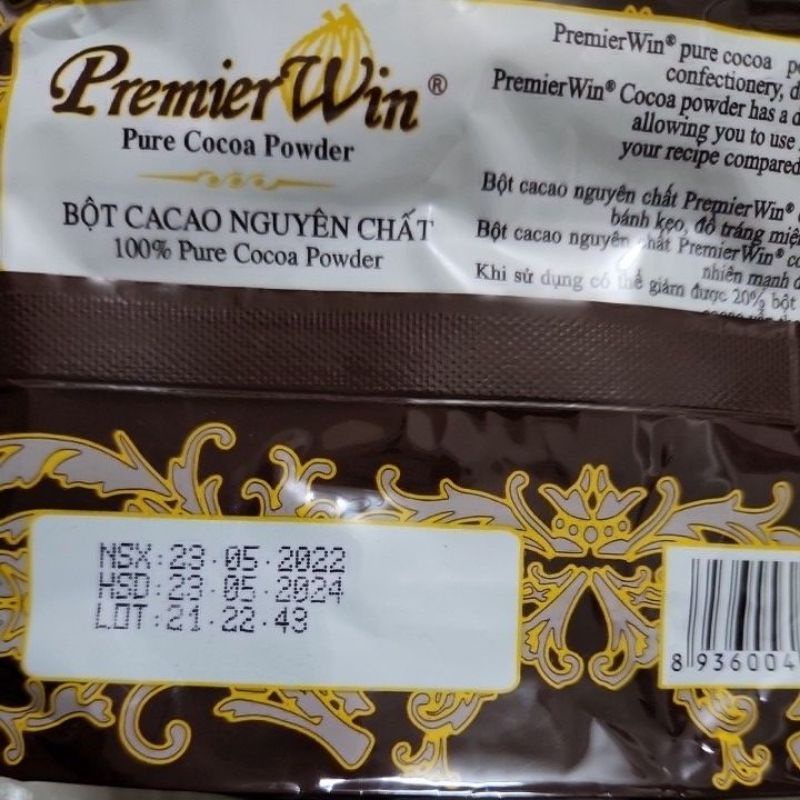 PremierWin®
Pure Cocoa Powder
BỘT CACAO NGUYÊN CHẤT
100% Pure Cocoa Powder
PremierWin® pure cocoa
confectionery,
PremierWin® Cocoa powder has a
allowing you to use
your recipe compared
Bột cacao nguyên chất PremierWin®
bánh kẹo, đồ tráng
Bột cacao nguyên chất PremierWin®
nhiên mạnh
Khi sử dụng có thể giảm được 20% bột
NSX:23.05.2022
HSD:23.05.2024
LOT:21.22.43
8 936004